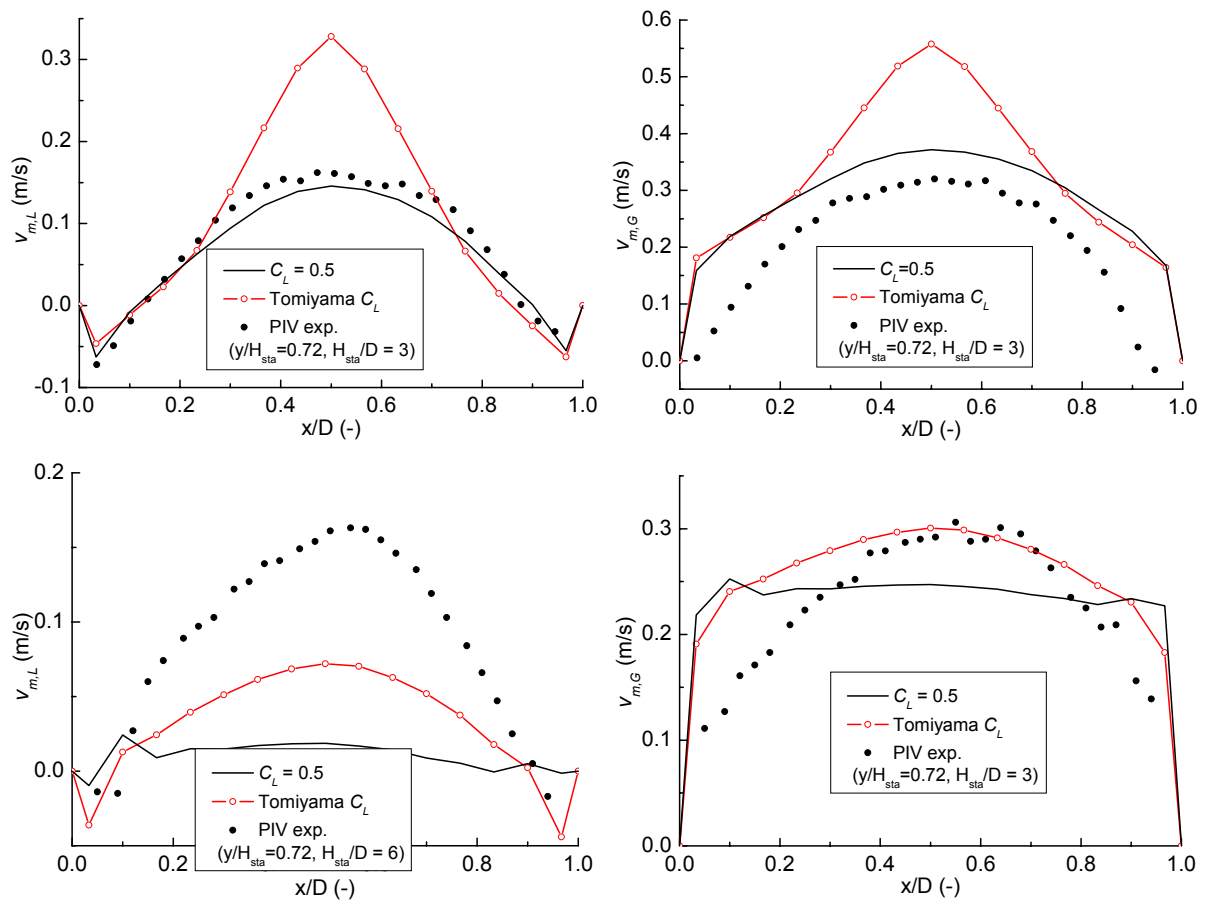 0.3
0.2
0.1
0.0
-0.1
v_{m,L} (m/s)
C_L = 0.5
Tomiyama C_L
PIV exp.
(y/H_sta=0.72, H_sta/D = 3)
0.0 0.2 0.4 0.6 0.8 1.0
x/D (-)
0.6
0.5
0.4
0.3
0.2
0.1
0.0
v_{m,G} (m/s)
C_L=0.5
Tomiyama C_L
PIV exp.
(y/H_sta=0.72, H_sta/D = 3)
0.0 0.2 0.4 0.6 0.8 1.0
x/D (-)
0.2
0.1
0.0
v_{m,L} (m/s)
C_L = 0.5
Tomiyama C_L
PIV exp.
(y/H_sta=0.72, H_sta/D = 6)
0.0 0.2 0.6 0.8 1.0
x/D (-)
0.3
0.2
0.1
0.0
v_{m,G} (m/s)
C_L = 0.5
Tomiyama C_L
PIV exp.
(y/H_sta=0.72, H_sta/D = 3)
0.0 0.2 0.4 0.6 0.8 1.0
x/D (-)